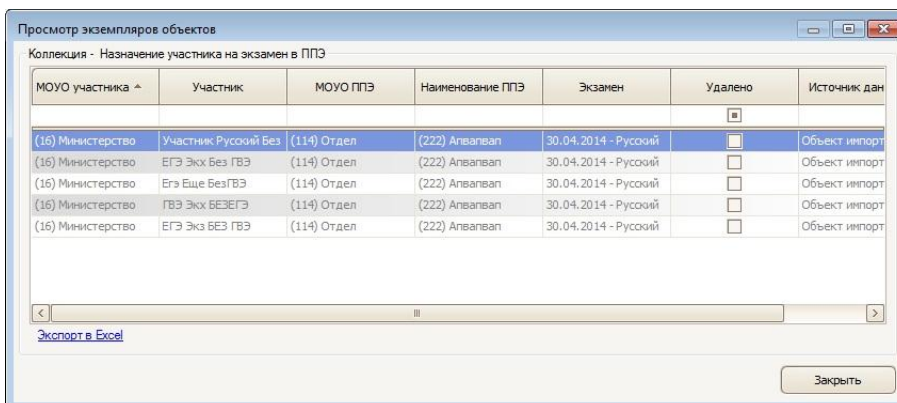 Просмотр экземпляров объектов
Коллекция - Назначение участника на экзамен в ППЭ
МОУО участника Участник МОУО ППЭ Наименование ППЭ Экзамен Удалено Источник дан
(16) Министерство Участник Русский Без (114) Отдел (222) Апвапвап 30.04.2014 - Русский Объект импорт
(16) Министерство ЕГЭ Экх Без ГВЭ (114) Отдел (222) Апвапвап 30.04.2014 - Русский Объект импорт
(16) Министерство Егэ Еще БезГВЭ (114) Отдел (222) Апвапвап 30.04.2014 - Русский Объект импорт
(16) Министерство ГВЭ Экх БЕЗЕГЭ (114) Отдел (222) Апвапвап 30.04.2014 - Русский Объект импорт
(16) Министерство ЕГЭ Экз БЕЗ ГВЭ (114) Отдел (222) Апвапвап 30.04.2014 - Русский Объект импорт
Экспорт в Excel
Закрыть